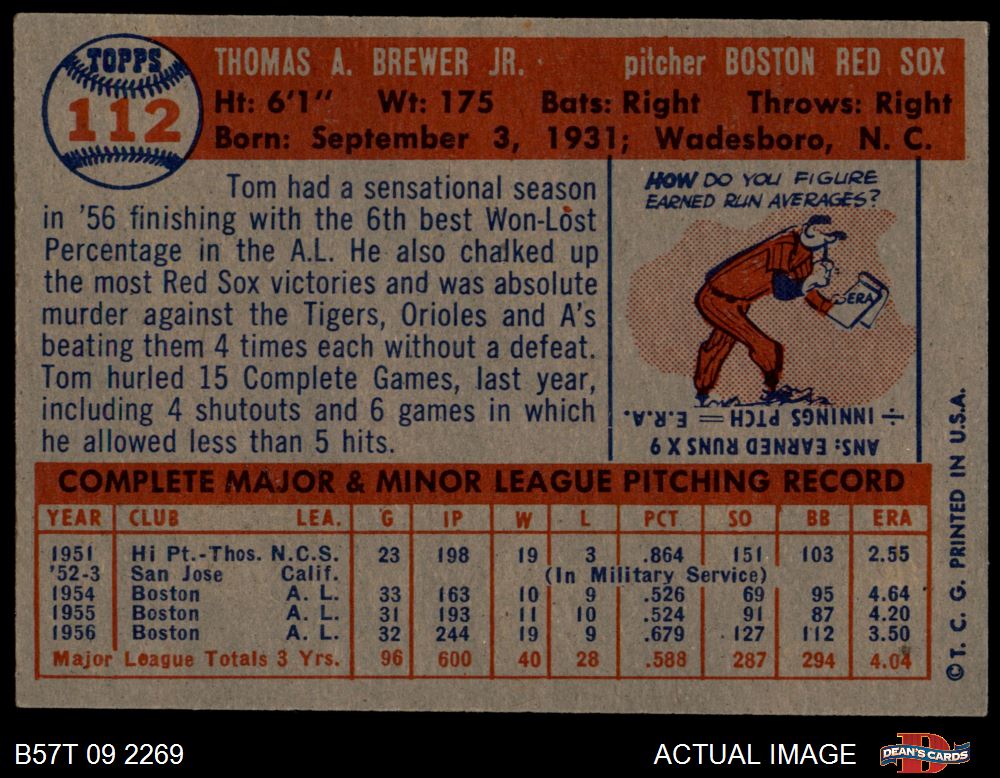 TOPPS
112
THOMAS A. BREWER JR. pitcher BOSTON RED SOX
Ht: 6'1" Wt: 175 Bats: Right Throws: Right
Born: September 3, 1931; Wadesboro, N. C.
Tom had a sensational season
in '56 finishing with the 6th best Won-Lost
Percentage in the A.L. He also chalked up
the most Red Sox victories and was absolute
murder against the Tigers, Orioles and A's
beating them 4 times each without a defeat.
Tom hurled 15 Complete Games, last year,
including 4 shutouts and 6 games in which
he allowed less than 5 hits.
HOW DO YOU FIGURE
EARNED RUN AVERAGES?
ERA
ANS: EARNED RUNS X 9
÷ INNINGS PTCH = E.R.A.
COMPLETE MAJOR & MINOR LEAGUE PITCHING RECORD
YEAR CLUB LEA. G IP W L PCT SO BB ERA
1951 Hi Pt.-Thos. N.C.S. 23 198 19 3 .864 151 103 2.55
'52-3 San Jose Calif. (In Military Service)
1954 Boston A. L. 33 163 10 9 .526 69 95 4.64
1955 Boston A. L. 31 193 11 10 .524 91 87 4.20
1956 Boston A. L. 32 244 19 9 .679 127 112 3.50
Major League Totals 3 Yrs. 96 600 40 28 .588 287 294 4.04
© T. C. G. PRINTED IN U.S.A.
B57T 09 2269
ACTUAL IMAGE
DEAN'S CARDS